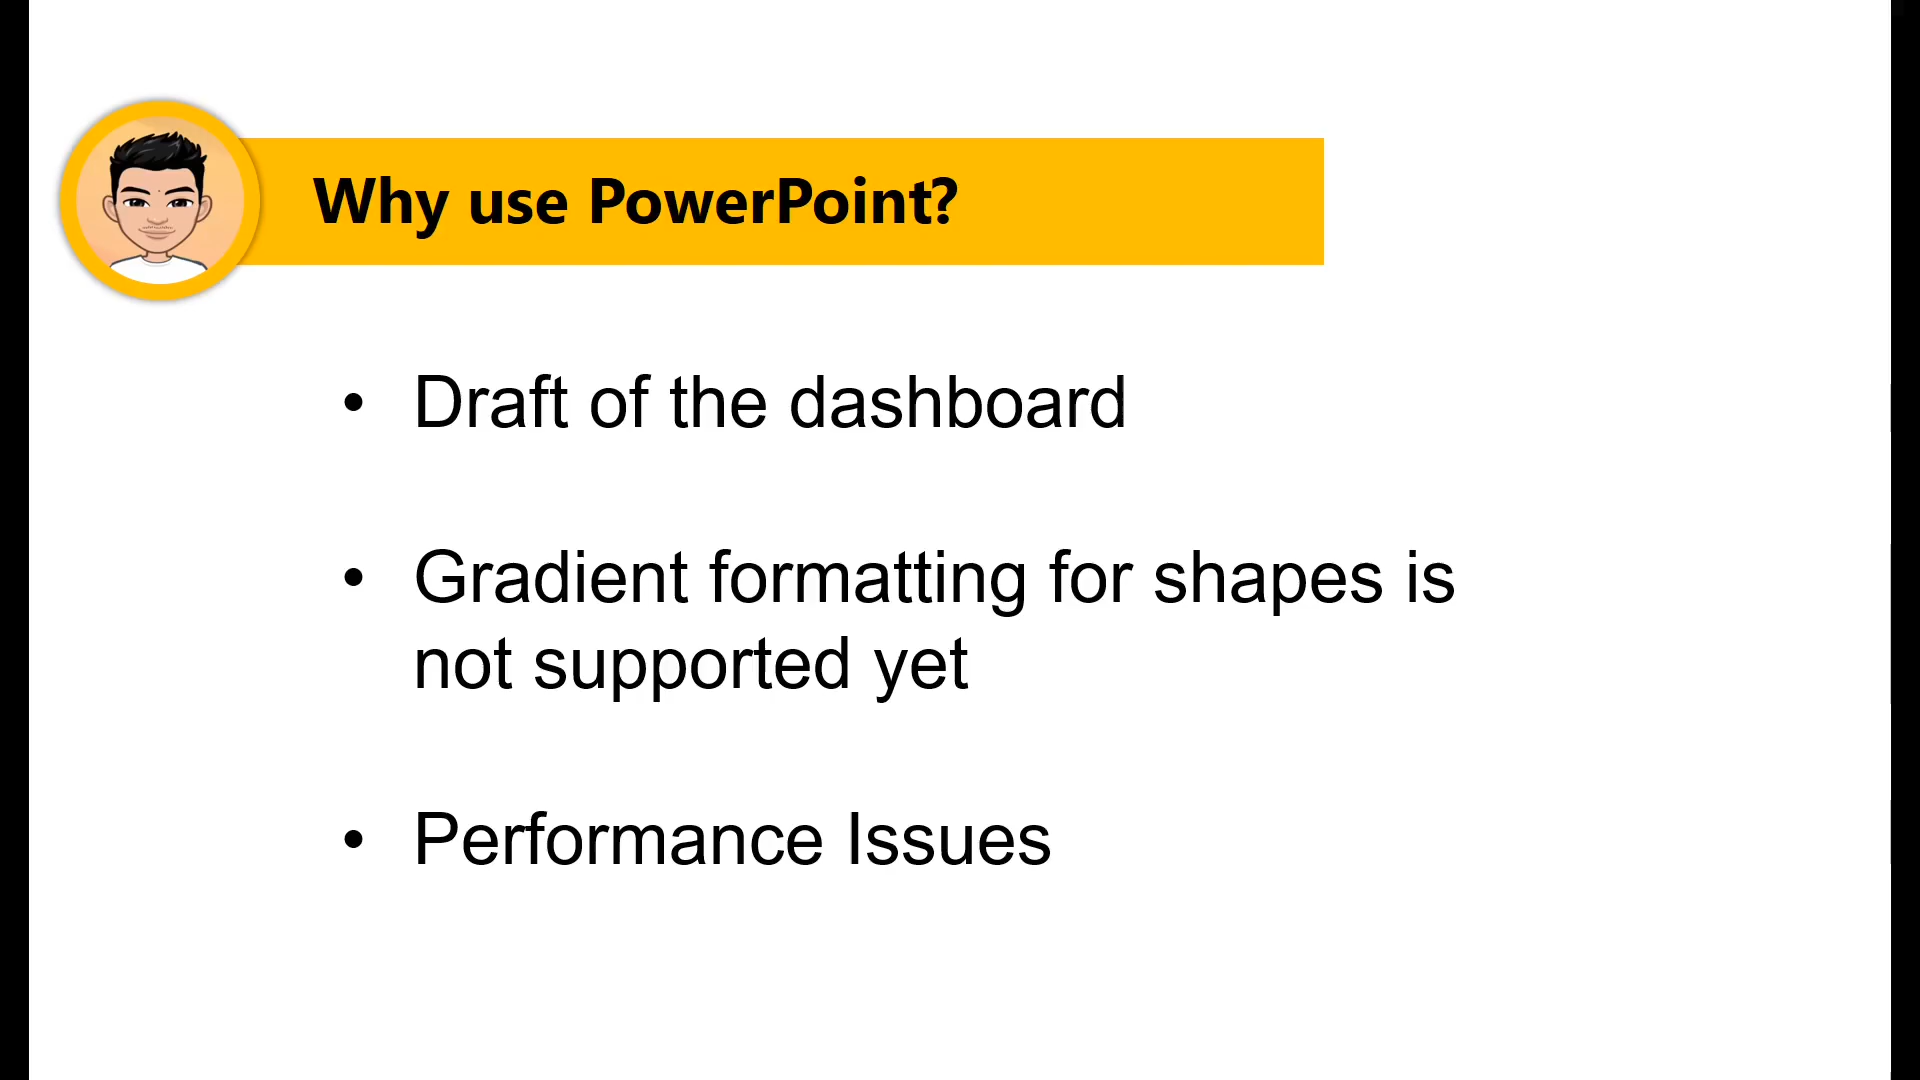 Why use PowerPoint?
• Draft of the dashboard
• Gradient formatting for shapes is
not supported yet
• Performance Issues